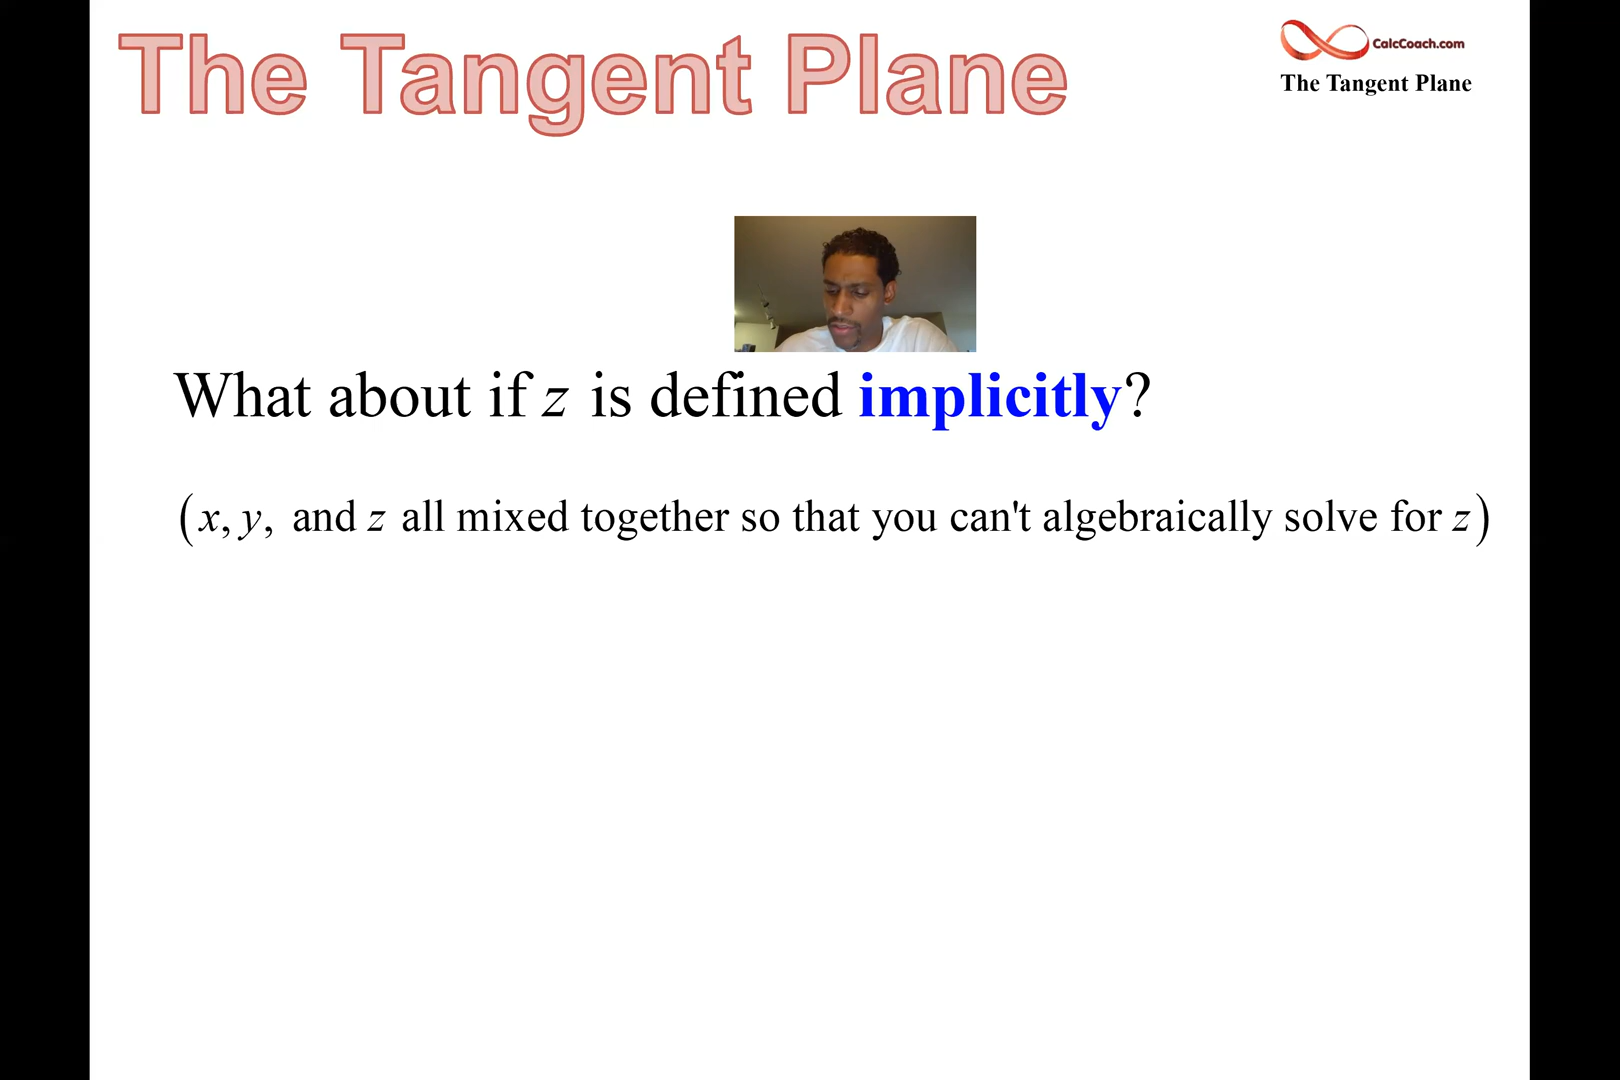 The Tangent Plane
CalcCoach.com
The Tangent Plane
What about if z is defined implicitly?
(x, y, and z all mixed together so that you can't algebraically solve for z)